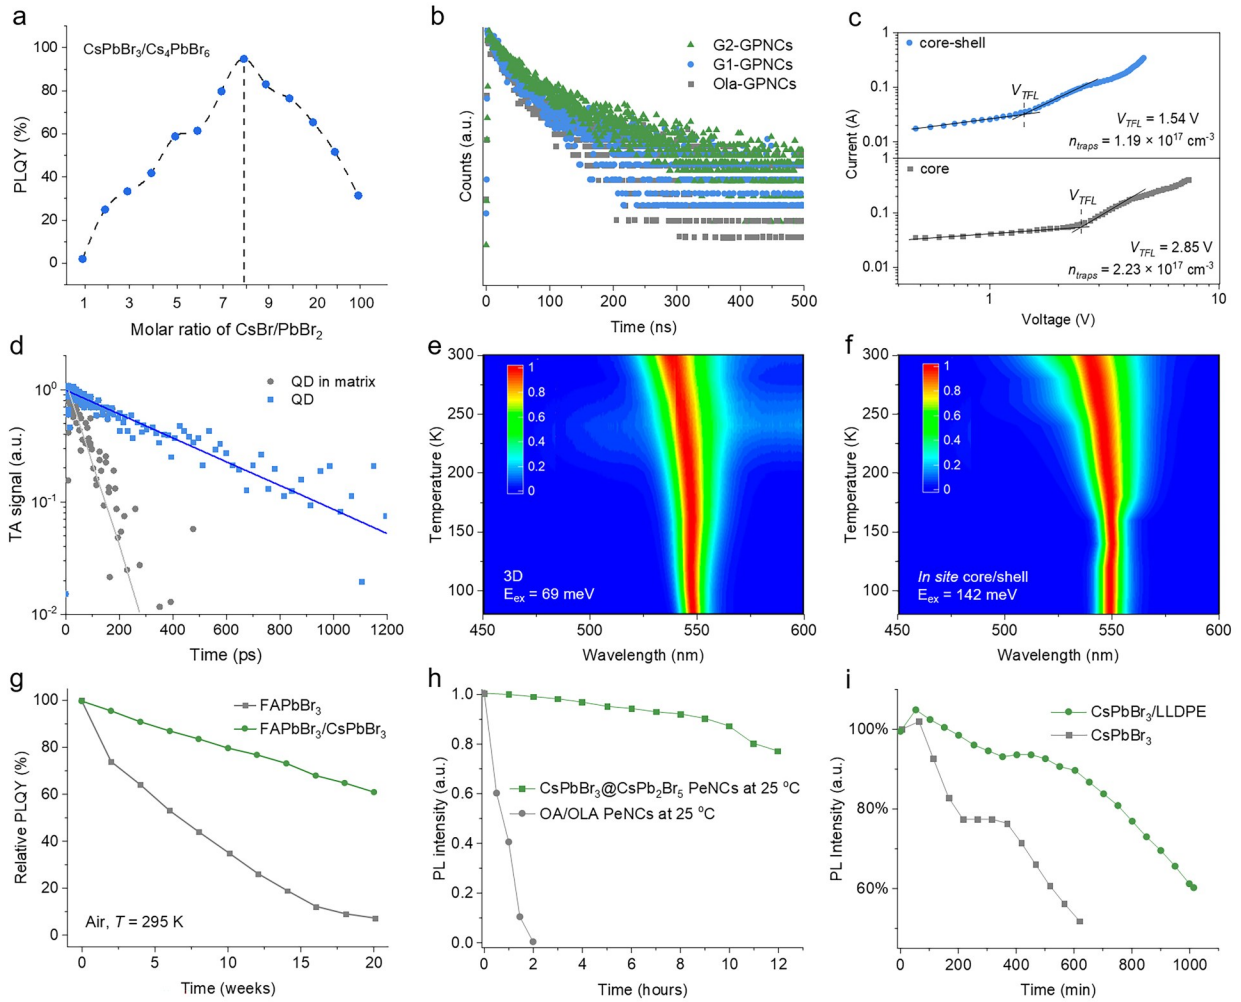 a
CsPbBr3/Cs4PbBr6
PLQY (%)
100
80
60
40
20
0
1 3 5 7 9 20 100
Molar ratio of CsBr/PbBr2
b
G2-GPNCs
G1-GPNCs
Ola-GPNCs
Counts (a.u.)
0 100 200 300 400 500
Time (ns)
c
core-shell
VTFL
VTFL = 1.54 V
ntraps = 1.19 × 10^17 cm-3
core
VTFL
VTFL = 2.85 V
ntraps = 2.23 × 10^17 cm-3
Current (A)
1
0.1
0.01
1
0.1
0.01
1 10
Voltage (V)
d
QD in matrix
QD
TA signal (a.u.)
10^0
10^-1
10^-2
0 200 400 600 800 1000 1200
Time (ps)
e
Temperature (K)
300
250
200
150
100
1
0.8
0.6
0.4
0.2
0
3D
Eex = 69 meV
450 500 550 600
Wavelength (nm)
f
Temperature (K)
300
250
200
150
100
1
0.8
0.6
0.4
0.2
0
In site core/shell
Eex = 142 meV
450 500 550 600
Wavelength (nm)
g
FAPbBr3
FAPbBr3/CsPbBr3
Relative PLQY (%)
100
80
60
40
20
0
Air, T = 295 K
0 5 10 15 20
Time (weeks)
h
PL intensity (a.u.)
1.0
0.8
0.6
0.4
0.2
0.0
CsPbBr3@CsPb2Br5 PeNCs at 25 °C
OA/OLA PeNCs at 25 °C
0 2 4 6 8 10 12
Time (hours)
i
CsPbBr3/LLDPE
CsPbBr3
PL Intensity (a.u.)
100%
80%
60%
0 200 400 600 800 1000
Time (min)